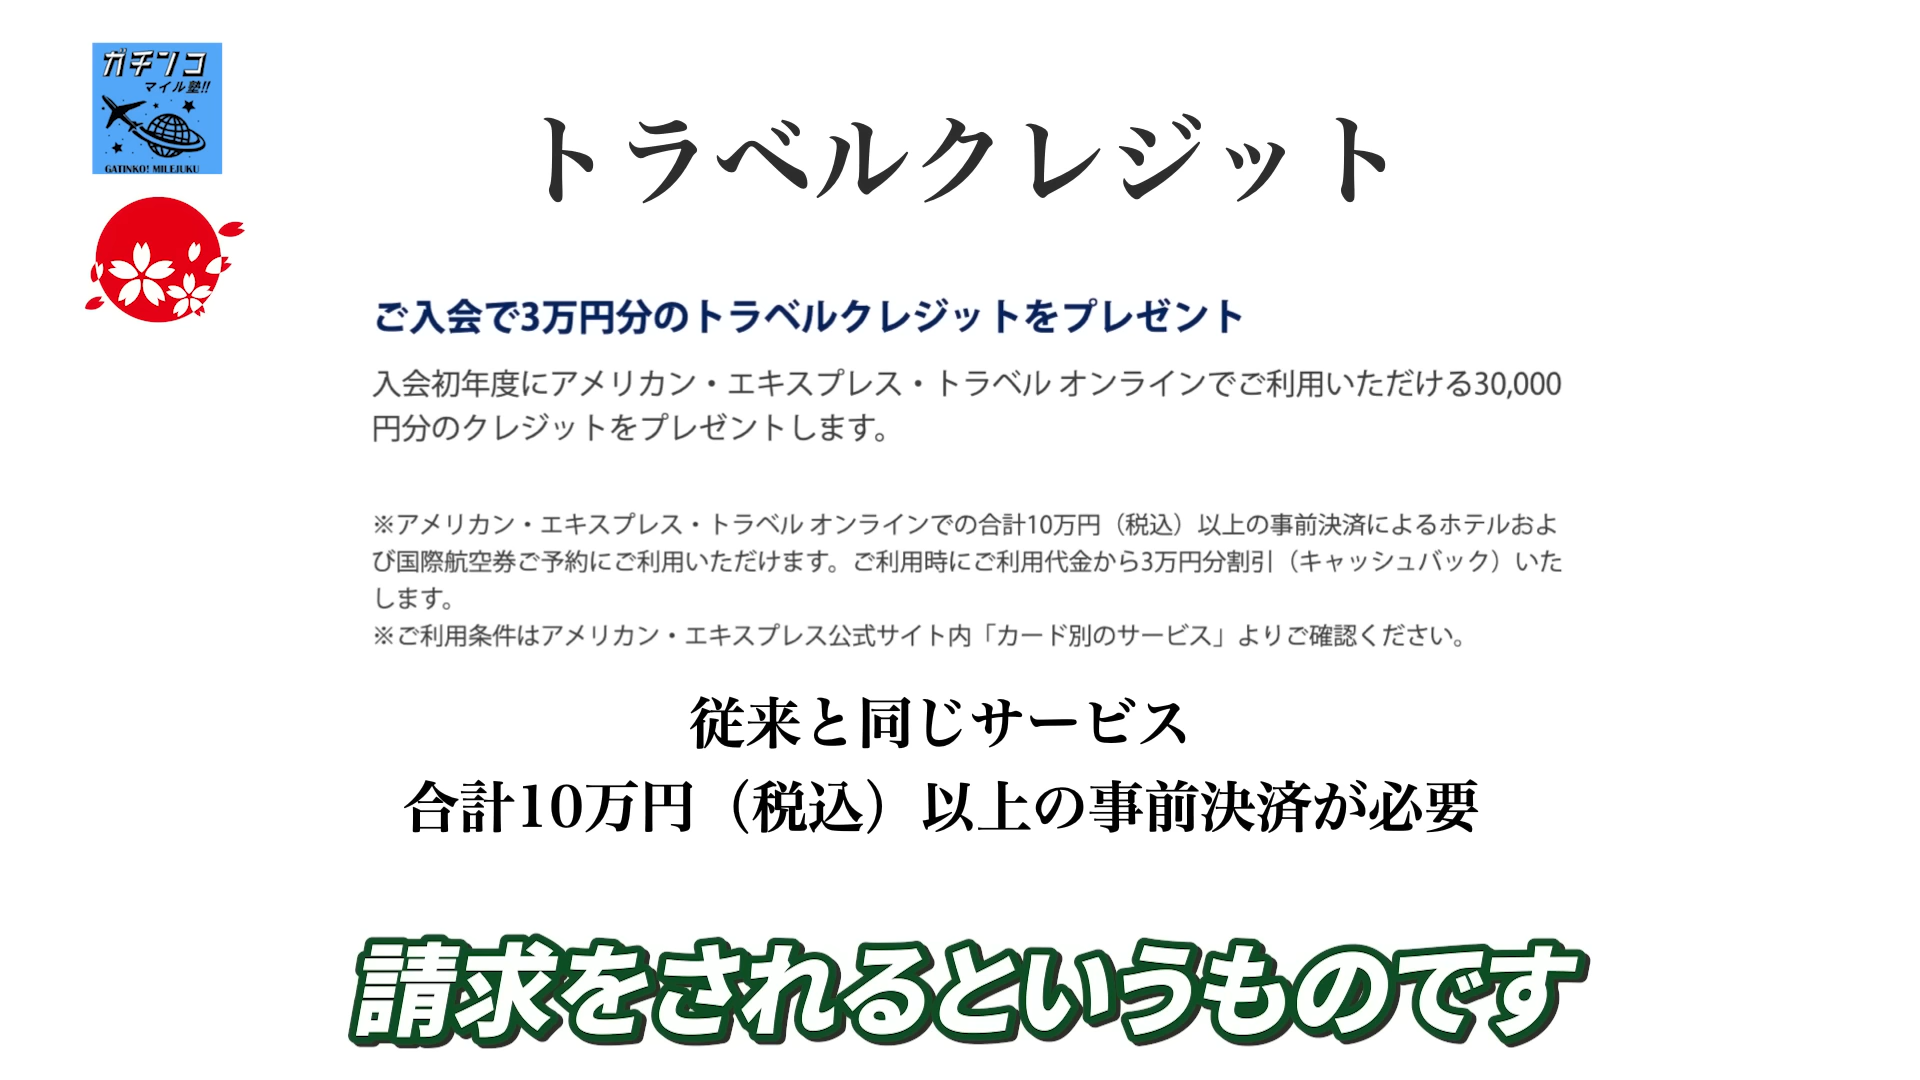 ガチンコ
マイル塾!!
GATINKO! MILEJUKU
トラベルクレジット
ご入会で3万円分のトラベルクレジットをプレゼント
入会初年度にアメリカン・エキスプレス・トラベル オンラインでご利用いただける30,000
円分のクレジットをプレゼントします。
※アメリカン・エキスプレス・トラベル オンラインでの合計10万円（税込）以上の事前決済によるホテルおよ
び国際航空券ご予約にご利用いただけます。ご利用時にご利用代金から3万円分割引（キャッシュバック）いた
します。
※ご利用条件はアメリカン・エキスプレス公式サイト内「カード別のサービス」よりご確認ください。
従来と同じサービス
合計10万円（税込）以上の事前決済が必要
請求をされるというものです